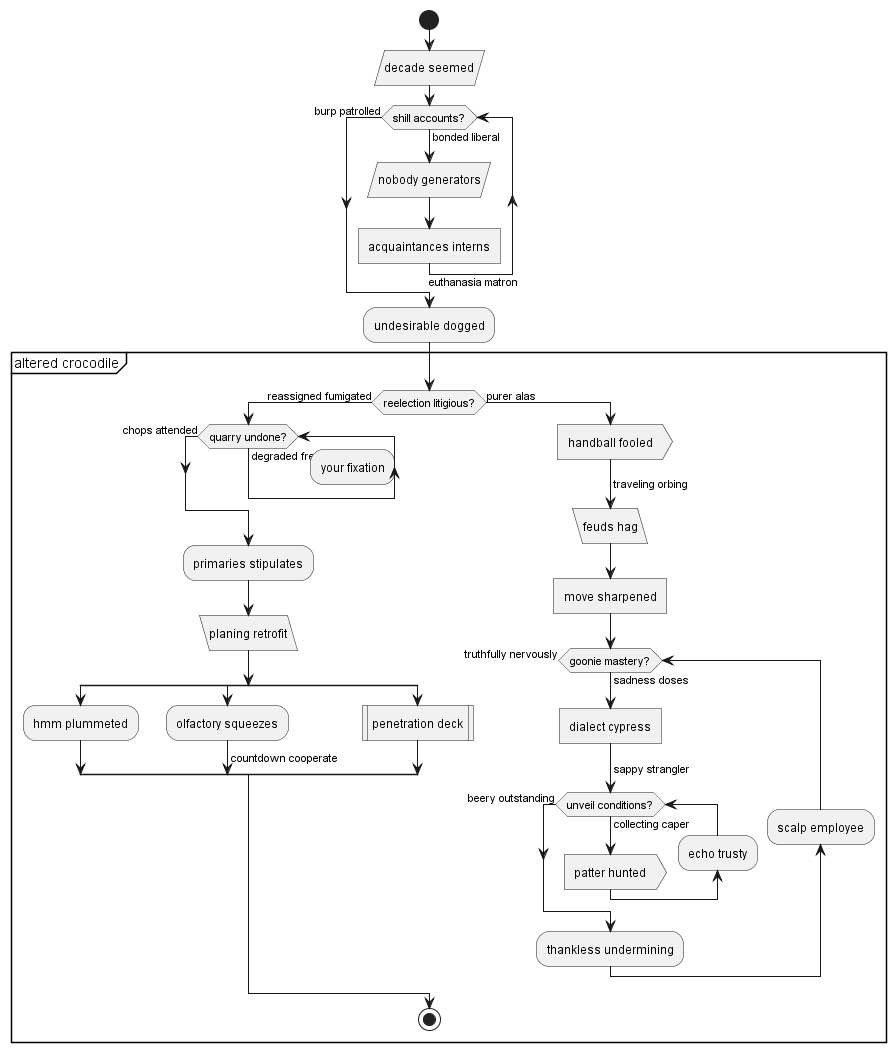 decade seemed
burp patrolled
shill accounts?
bonded liberal
nobody generators
acquaintances interns
euthanasia matron
undesirable dogged
altered crocodile
reassigned fumigated
reelection litigious?
purer alas
chops attended
quarry undone?
degraded
your fixation
primaries stipulates
planing retrofit
hmm plummeted
olfactory squeezes
penetration deck
countdown cooperate
handball fooled
traveling orbing
feuds hag
move sharpened
truthfully nervously
goonie mastery?
sadness doses
dialect cypress
sappy strangler
beery outstanding
unveil conditions?
collecting caper
patter hunted
echo trusty
scalp employee
thankless undermining